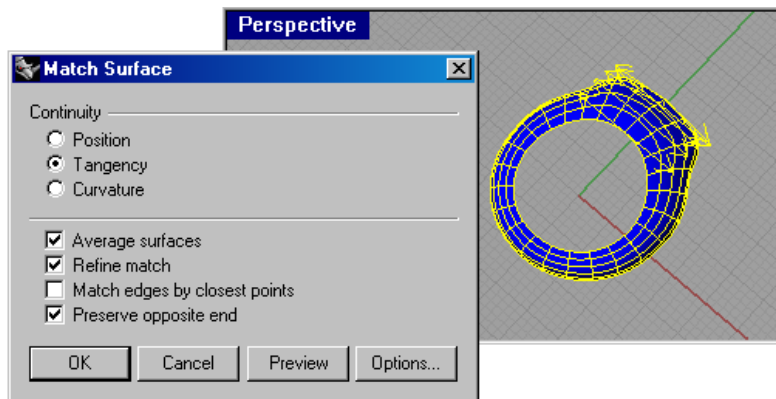 Perspective
Match Surface
Continuity
Position
Tangency
Curvature
Average surfaces
Refine match
Match edges by closest points
Preserve opposite end
OK Cancel Preview Options...